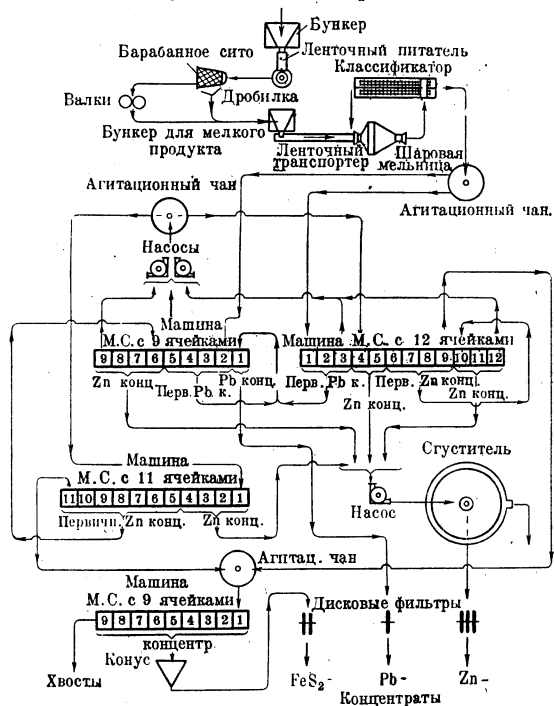 Бункер
Барабанное сито
Ленточный питатель
Классификатор
Валки
Дробилка
Бункер для мелкого
продукта
Ленточный
транспортер
Шаровая
мельница
Агитационный чан
Агитационный чан.
Насосы
Машина
М.С. с 9 ячейками
Машина М.С. с 12 ячейками
9 8 7 6 5 4 3 2 1
1 2 3 4 5 6 7 8 9 10 11 12
Zn конц.
Перв. Pb к.
Pb конц.
Перв. Pb к.
Zn конц.
Перв. Zn конц.
Zn конц.
Машина
М.С. с 11 ячейками
11 10 9 8 7 6 5 4 3 2 1
Первичн. Zn конц.
Zn конц.
Насос
Сгуститель
Агптац. чан
Машина
М.С. с 9 ячейками
9 8 7 6 5 4 3 2 1
концентр
Конус
Хвосты
Дисковые фильтры
FeS2-
Pb-
Zn-
Концентраты